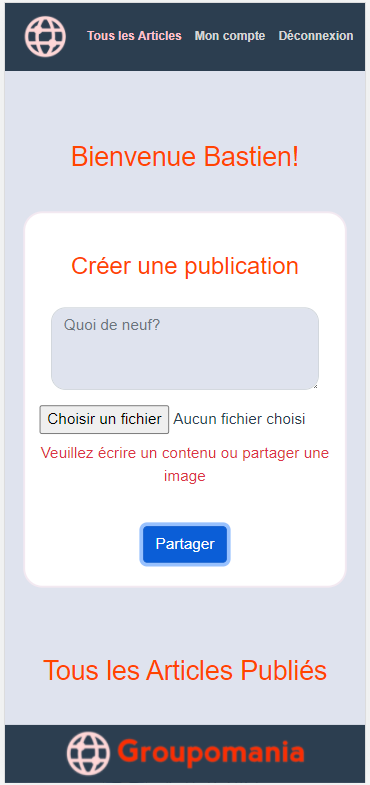 Tous les Articles Mon compte Déconnexion
Bienvenue Bastien!
Créer une publication
Quoi de neuf?
Choisir un fichier Aucun fichier choisi
Veuillez écrire un contenu ou partager une
image
Partager
Tous les Articles Publiés
Groupomania